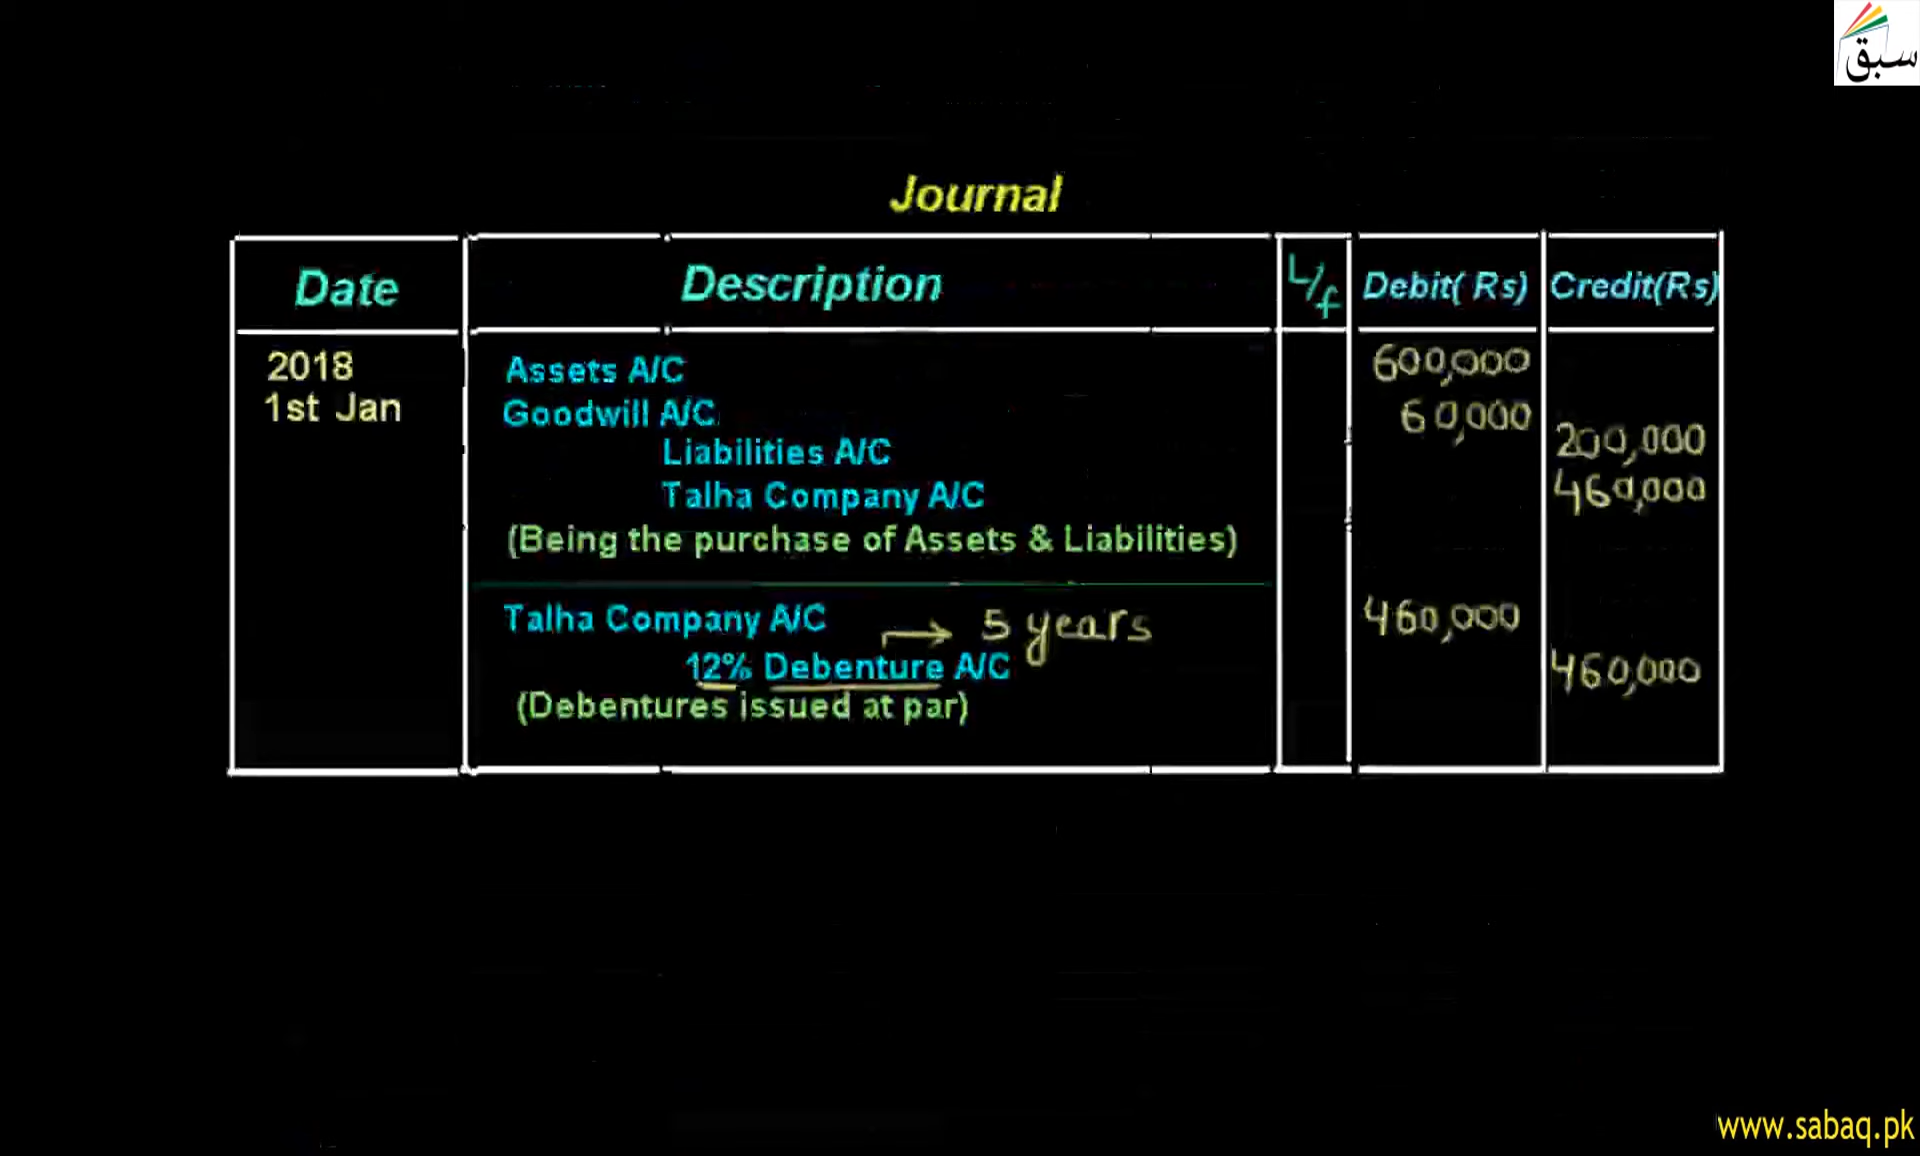 سبق
Journal
Date Description L/f Debit( Rs) Credit(Rs)
2018 Assets A/C 600,000
1st Jan Goodwill A/C 60,000
Liabilities A/C 200,000
Talha Company A/C 460,000
(Being the purchase of Assets & Liabilities)
Talha Company A/C → 5 years 460,000
12% Debenture A/C 460,000
(Debentures issued at par)
www.sabaq.pk